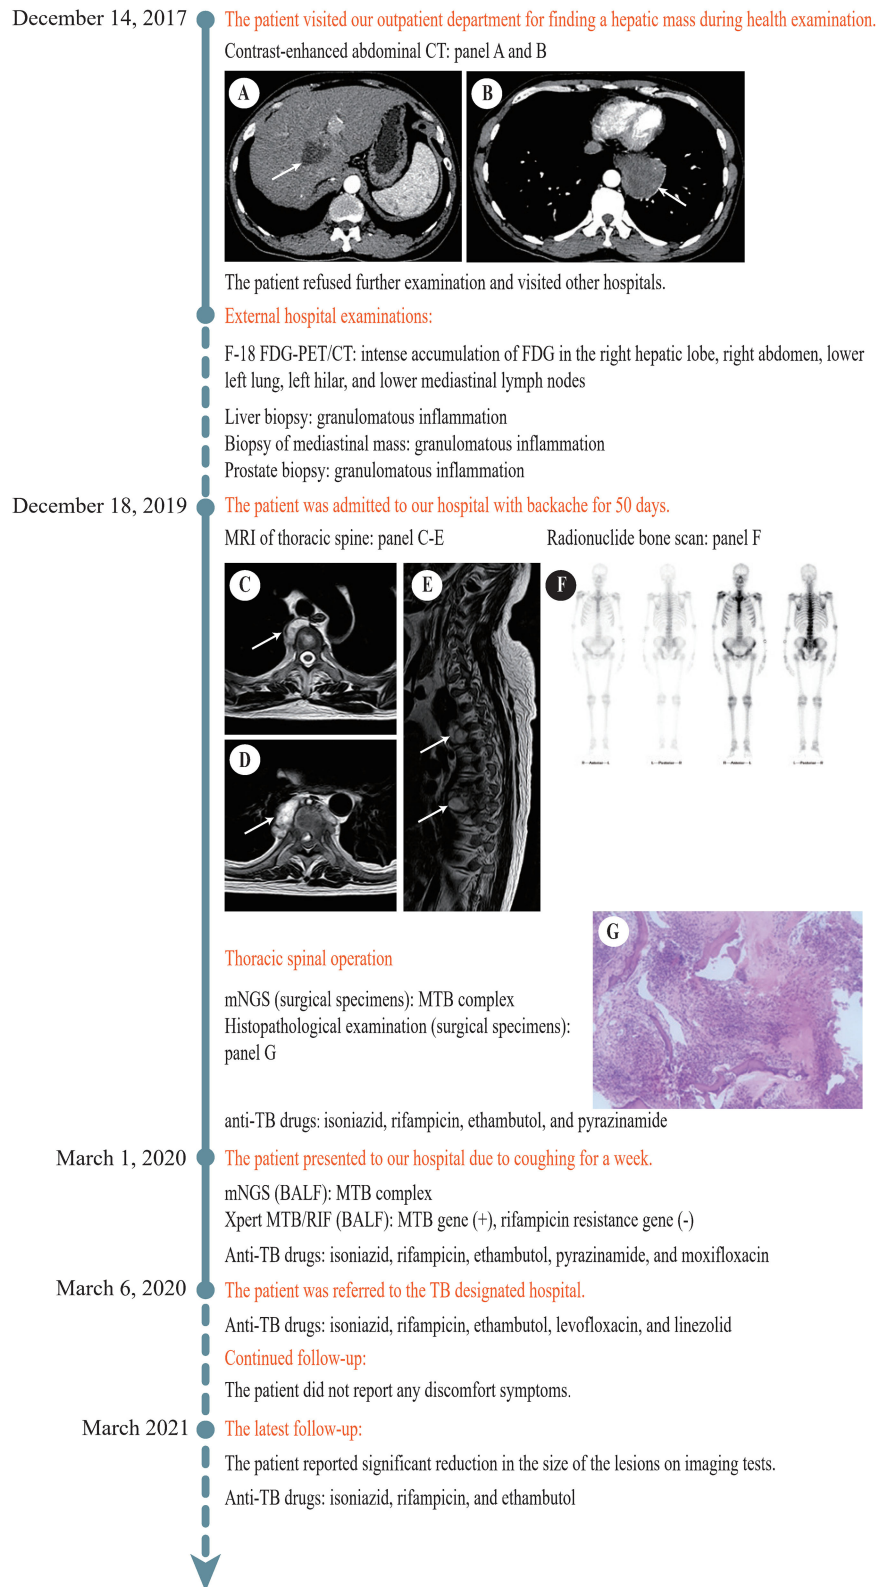 December 14, 2017
The patient visited our outpatient department for finding a hepatic mass during health examination.
Contrast-enhanced abdominal CT: panel A and B
A
B
The patient refused further examination and visited other hospitals.
External hospital examinations:
F-18 FDG-PET/CT: intense accumulation of FDG in the right hepatic lobe, right abdomen, lower
left lung, left hilar, and lower mediastinal lymph nodes
Liver biopsy: granulomatous inflammation
Biopsy of mediastinal mass: granulomatous inflammation
Prostate biopsy: granulomatous inflammation
December 18, 2019
The patient was admitted to our hospital with backache for 50 days.
MRI of thoracic spine: panel C-E
Radionuclide bone scan: panel F
C
E
F
D
G
Thoracic spinal operation
mNGS (surgical specimens): MTB complex
Histopathological examination (surgical specimens):
panel G
anti-TB drugs: isoniazid, rifampicin, ethambutol, and pyrazinamide
March 1, 2020
The patient presented to our hospital due to coughing for a week.
mNGS (BALF): MTB complex
Xpert MTB/RIF (BALF): MTB gene (+), rifampicin resistance gene (-)
Anti-TB drugs: isoniazid, rifampicin, ethambutol, pyrazinamide, and moxifloxacin
March 6, 2020
The patient was referred to the TB designated hospital.
Anti-TB drugs: isoniazid, rifampicin, ethambutol, levofloxacin, and linezolid
Continued follow-up:
The patient did not report any discomfort symptoms.
March 2021
The latest follow-up:
The patient reported significant reduction in the size of the lesions on imaging tests.
Anti-TB drugs: isoniazid, rifampicin, and ethambutol